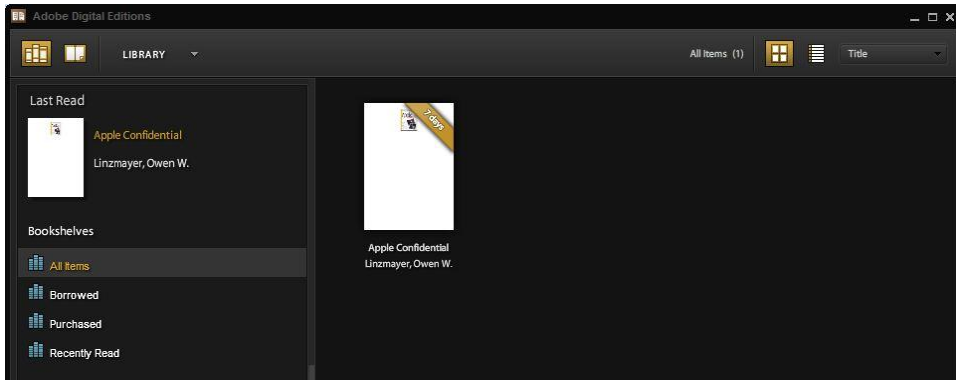 Adobe Digital Editions
LIBRARY
All Items (1)
Title
Last Read
Apple Confidential
Linzmayer, Owen W.
Bookshelves
All Items
Borrowed
Purchased
Recently Read
7 days
Apple Confidential
Linzmayer, Owen W.